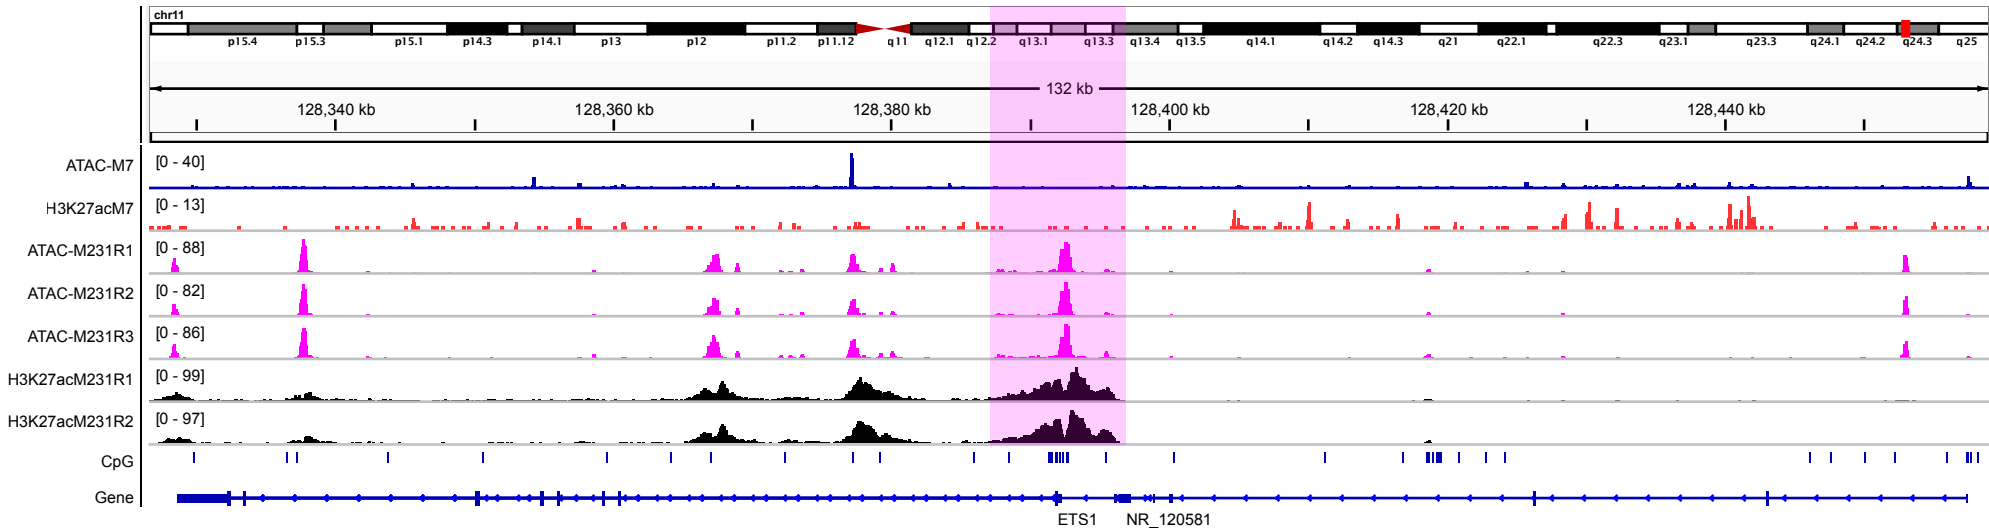 chr11
p15.4 p15.3 p15.1 p14.3 p14.1 p13 p12 p11.2 p11.12 q11 q12.1 q12.2 q13.1 q13.3 q13.4 q13.5 q14.1 q14.2 q14.3 q21 q22.1 q22.3 q23.1 q23.3 q24.1 q24.2 q24.3 q25
132 kb
128,340 kb 128,360 kb 128,380 kb 128,400 kb 128,420 kb 128,440 kb
ATAC-M7 [0 - 40]
H3K27acM7 [0 - 13]
ATAC-M231R1 [0 - 88]
ATAC-M231R2 [0 - 82]
ATAC-M231R3 [0 - 86]
H3K27acM231R1 [0 - 99]
H3K27acM231R2 [0 - 97]
CpG
Gene
ETS1 NR_120581